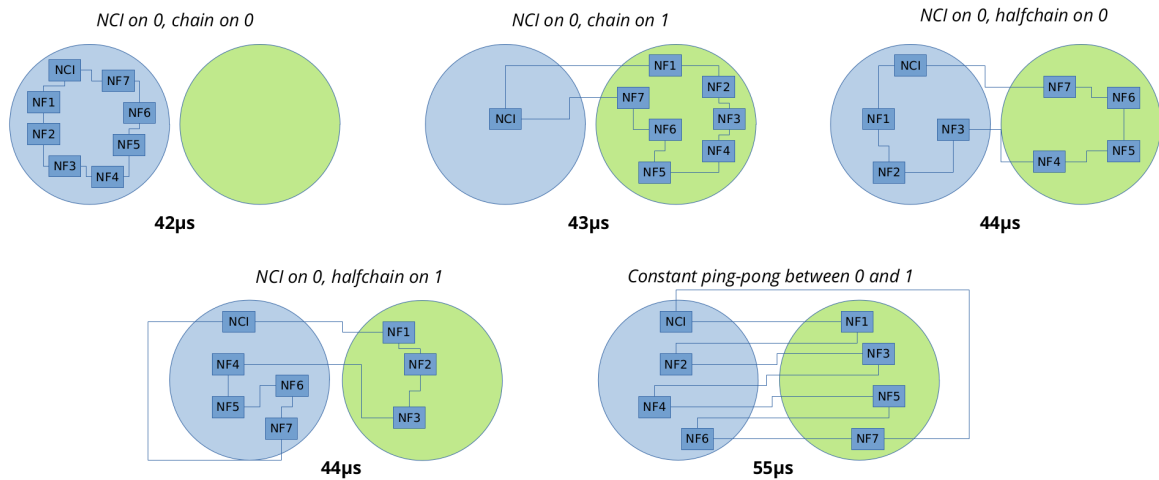 NCI on 0, chain on 0
NCI
NF7
NF1
NF6
NF2
NF5
NF3
NF4
42µs
NCI on 0, chain on 1
NF1
NF2
NF7
NCI
NF3
NF6
NF4
NF5
43µs
NCI on 0, halfchain on 0
NCI
NF7
NF6
NF1
NF3
NF5
NF4
NF2
44µs
NCI on 0, halfchain on 1
NCI
NF1
NF4
NF2
NF6
NF5
NF3
NF7
44µs
Constant ping-pong between 0 and 1
NCI
NF1
NF2
NF3
NF4
NF5
NF6
NF7
55µs